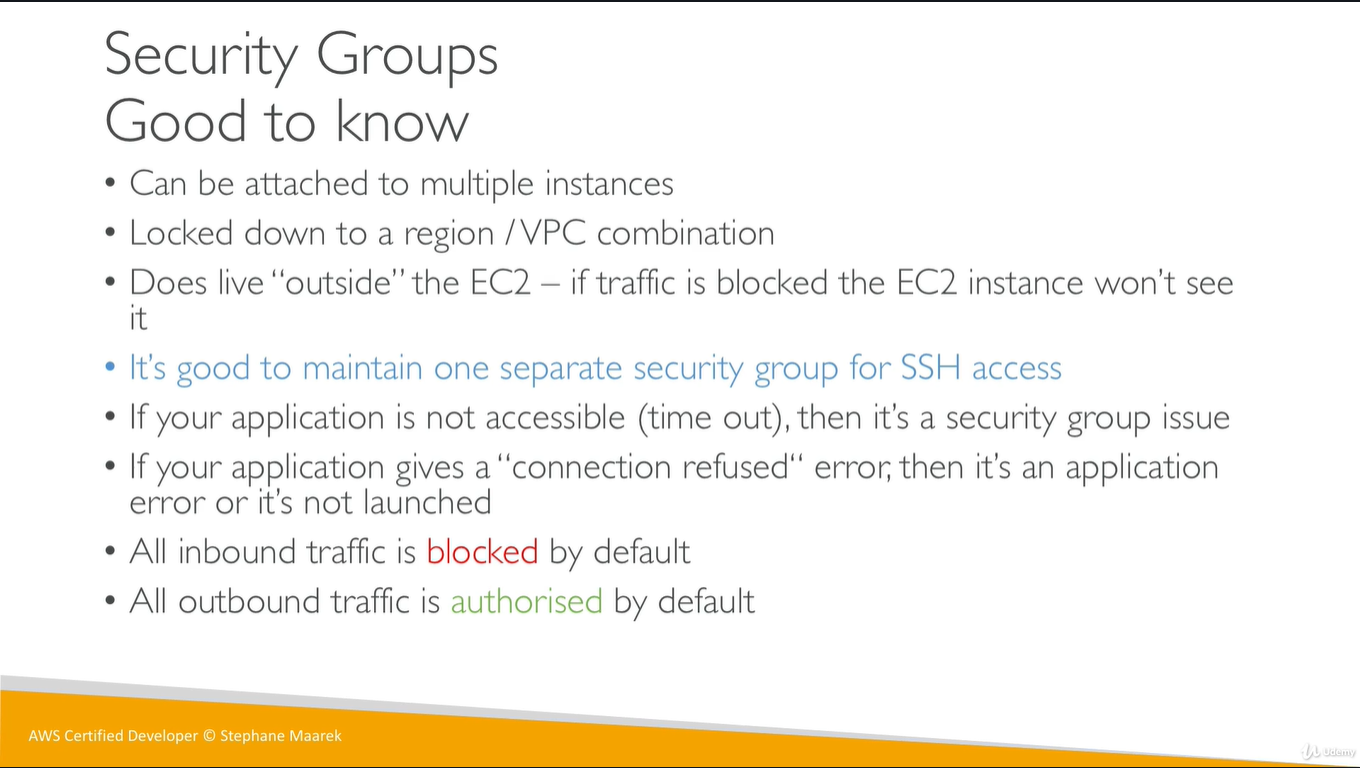 Security Groups
Good to know
• Can be attached to multiple instances
• Locked down to a region / VPC combination
• Does live “outside” the EC2 – if traffic is blocked the EC2 instance won’t see
it
• It’s good to maintain one separate security group for SSH access
• If your application is not accessible (time out), then it’s a security group issue
• If your application gives a “connection refused“ error, then it’s an application
error or it’s not launched
• All inbound traffic is blocked by default
• All outbound traffic is authorised by default
AWS Certified Developer © Stephane Maarek
Udemy